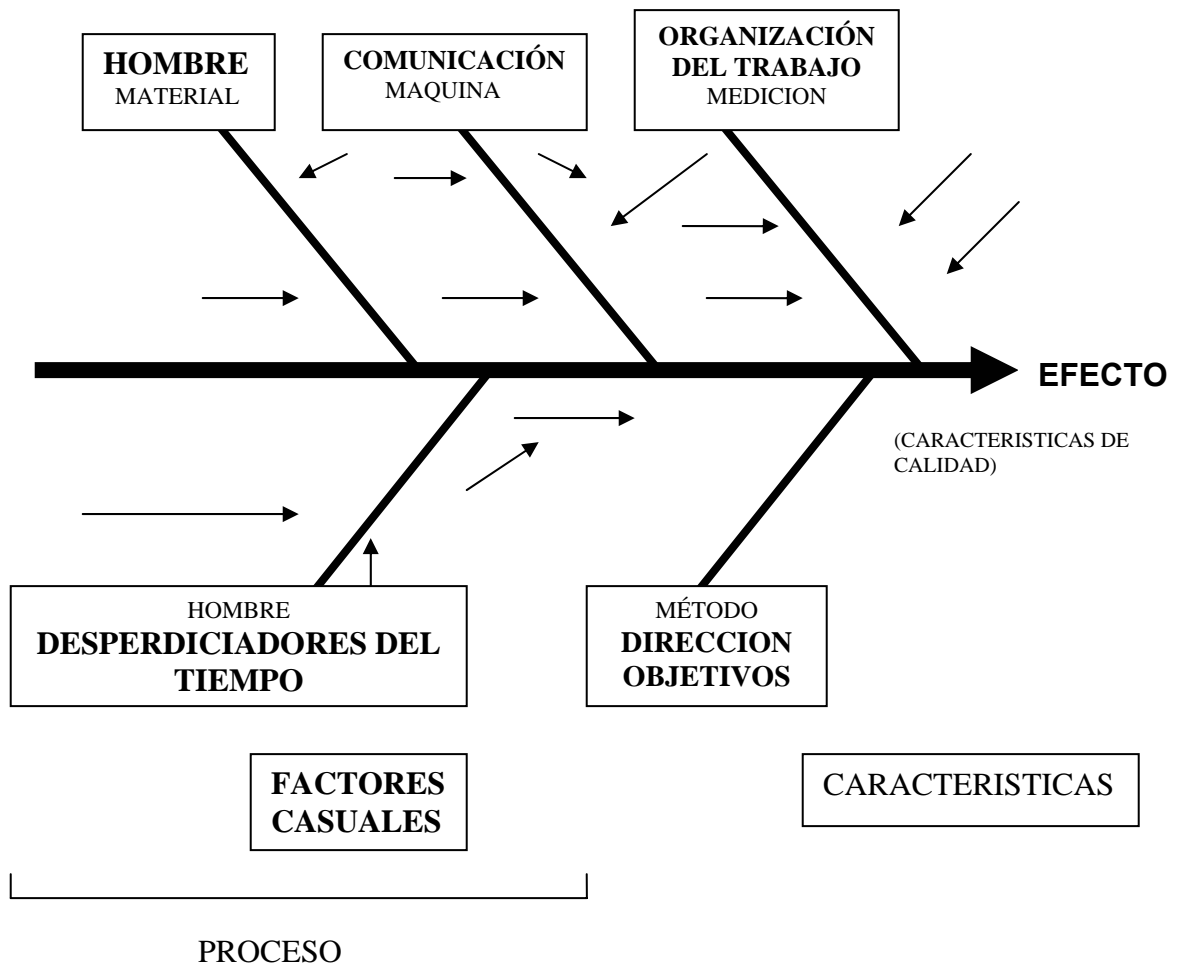 HOMBRE
MATERIAL
COMUNICACIÓN
MAQUINA
ORGANIZACIÓN
DEL TRABAJO
MEDICION
EFECTO
(CARACTERISTICAS DE
CALIDAD)
HOMBRE
DESPERDICIADORES DEL
TIEMPO
MÉTODO
DIRECCION
OBJETIVOS
FACTORES
CASUALES
CARACTERISTICAS
PROCESO